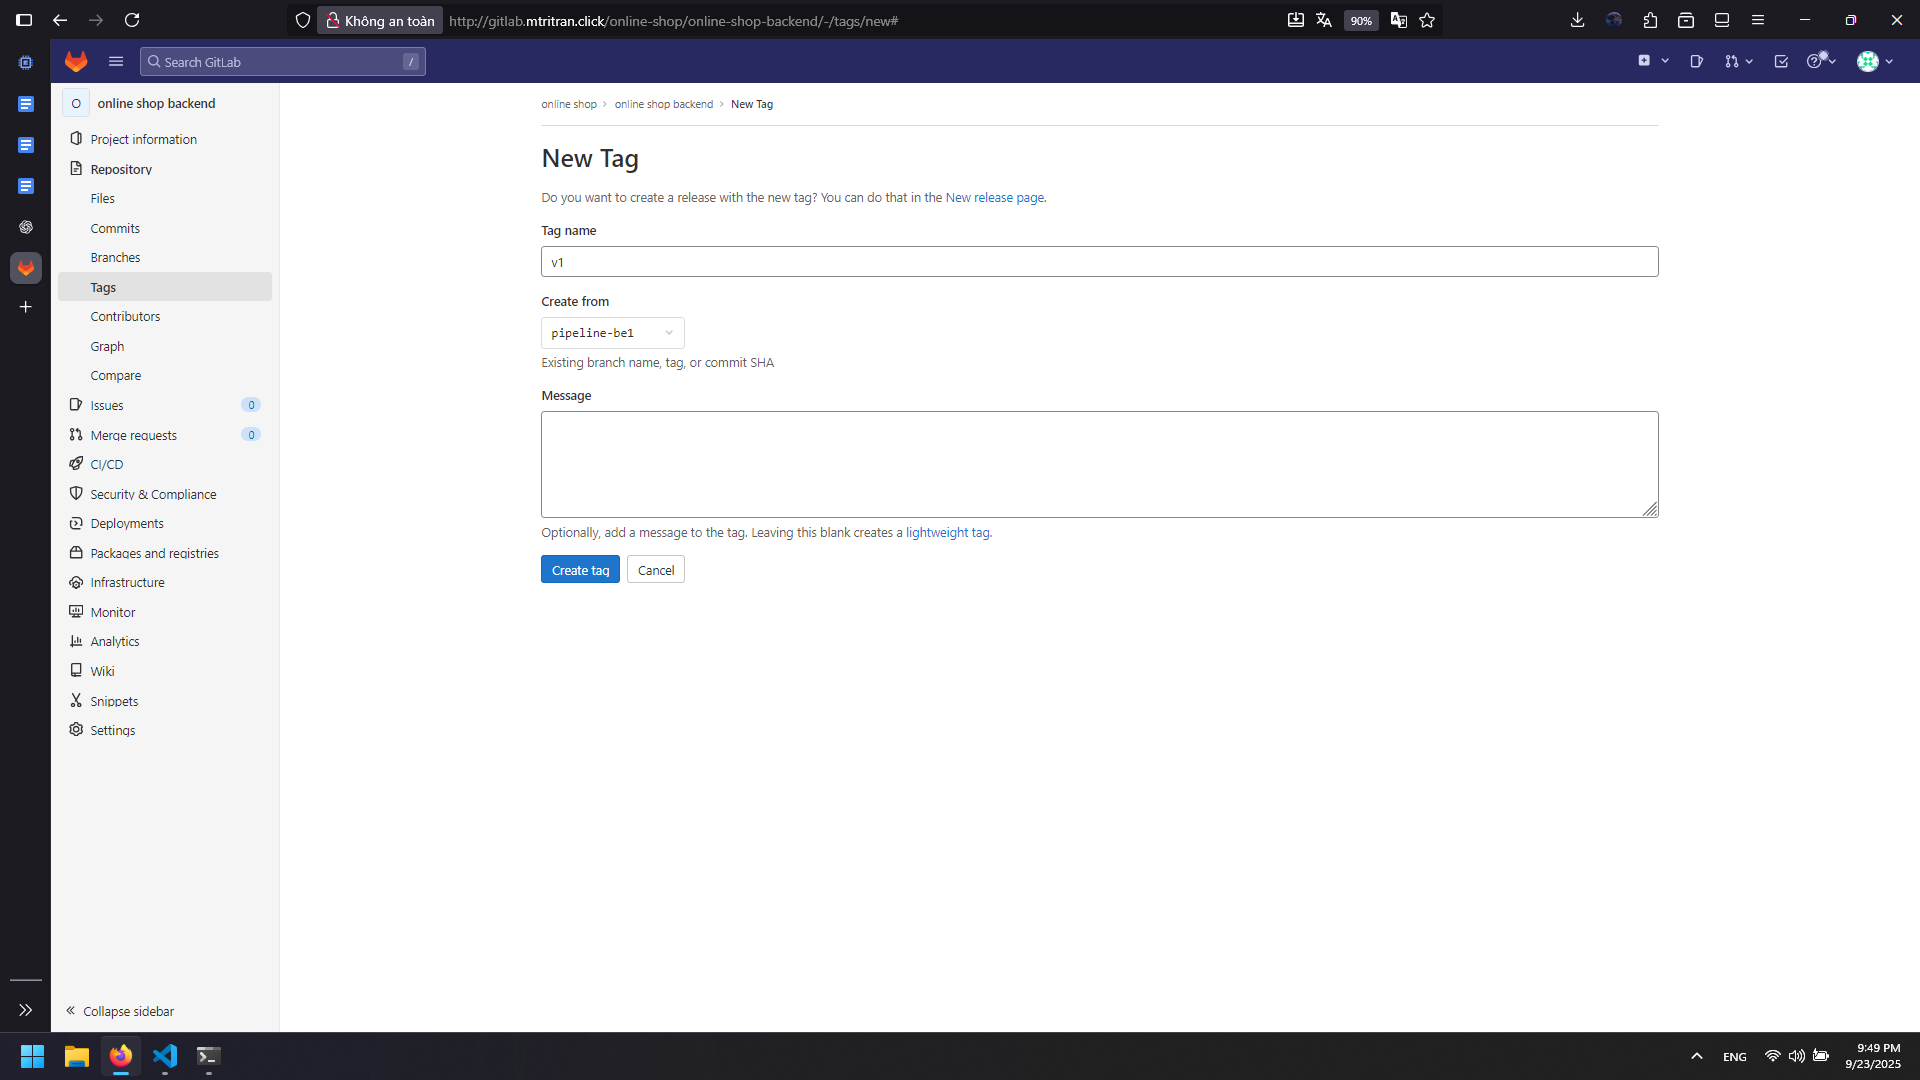 Không an toàn
http://gitlab.mtritran.click/online-shop/online-shop-backend/-/tags/new#
90%
Search GitLab
/
O
online shop backend
Project information
Repository
Files
Commits
Branches
Tags
Contributors
Graph
Compare
Issues
0
Merge requests
0
CI/CD
Security & Compliance
Deployments
Packages and registries
Infrastructure
Monitor
Analytics
Wiki
Snippets
Settings
Collapse sidebar
online shop
online shop backend
New Tag
New Tag
Do you want to create a release with the new tag? You can do that in the New release page.
Tag name
v1
Create from
pipeline-be1
Existing branch name, tag, or commit SHA
Message
Optionally, add a message to the tag. Leaving this blank creates a lightweight tag.
Create tag
Cancel
ENG
9:49 PM
9/23/2025